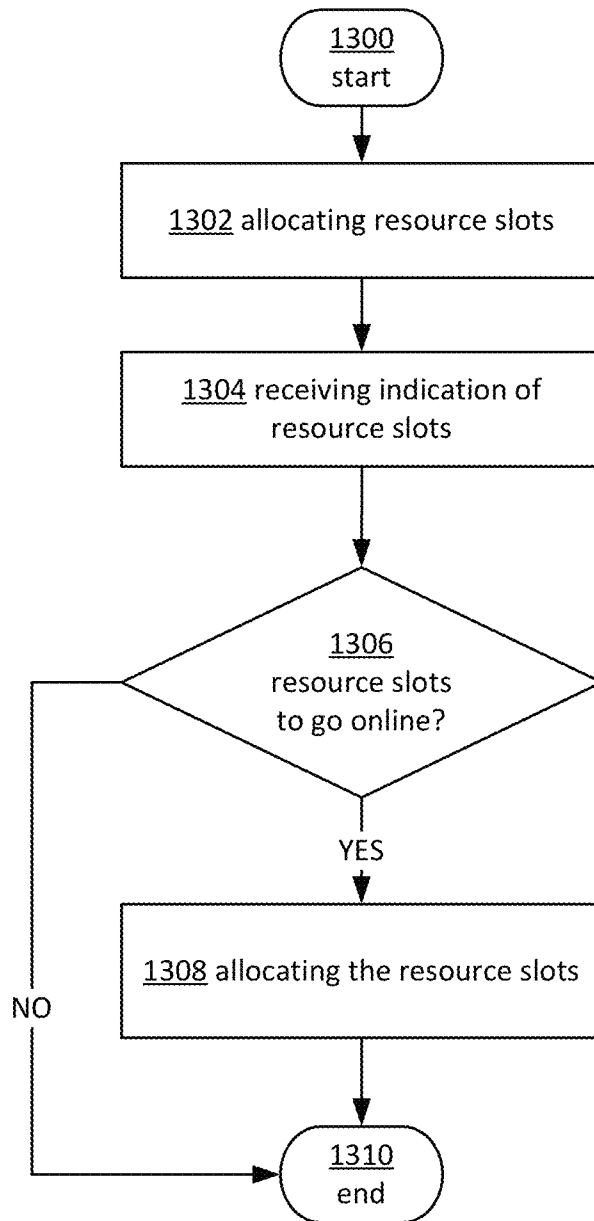 1300
start
1302 allocating resource slots
1304 receiving indication of
resource slots
1306
resource slots
to go online?
YES
1308 allocating the resource slots
NO
1310
end